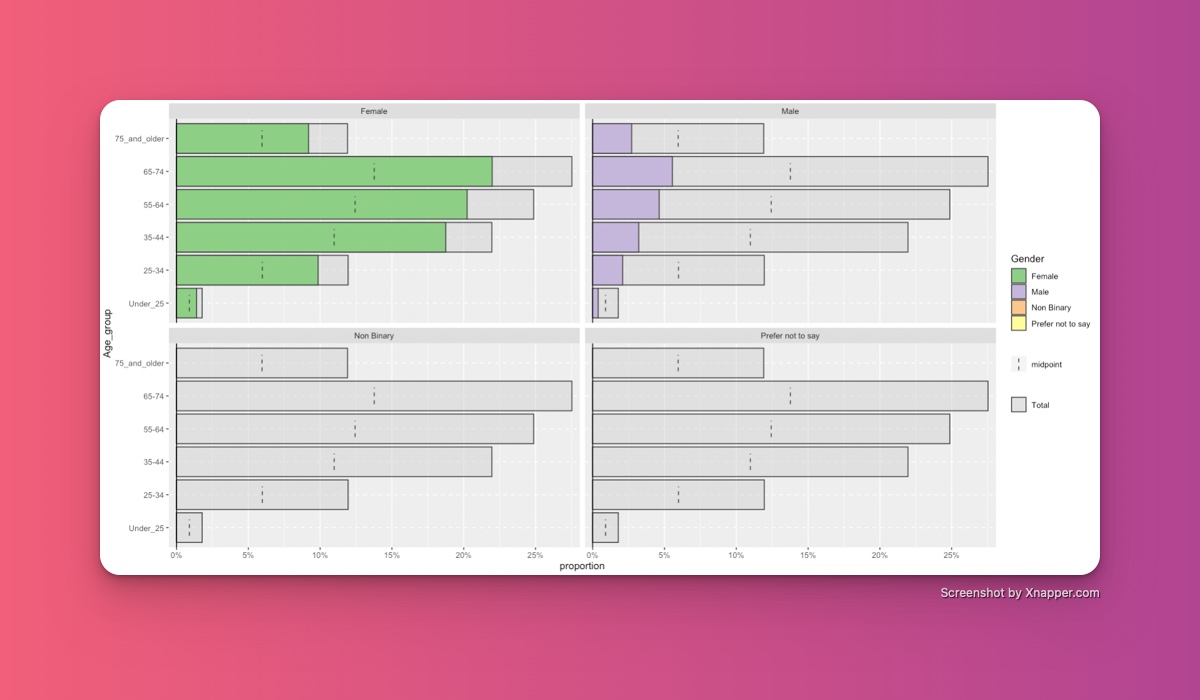 Female
Male
75_and_older
65-74
55-64
35-44
25-34
Under_25
Non Binary
Prefer not to say
75_and_older
65-74
55-64
35-44
25-34
Under_25
0% 5% 10% 15% 20% 25%
0% 5% 10% 15% 20% 25%
proportion
Age_group
Gender
Female
Male
Non Binary
Prefer not to say
midpoint
Total
Screenshot by Xnapper.com